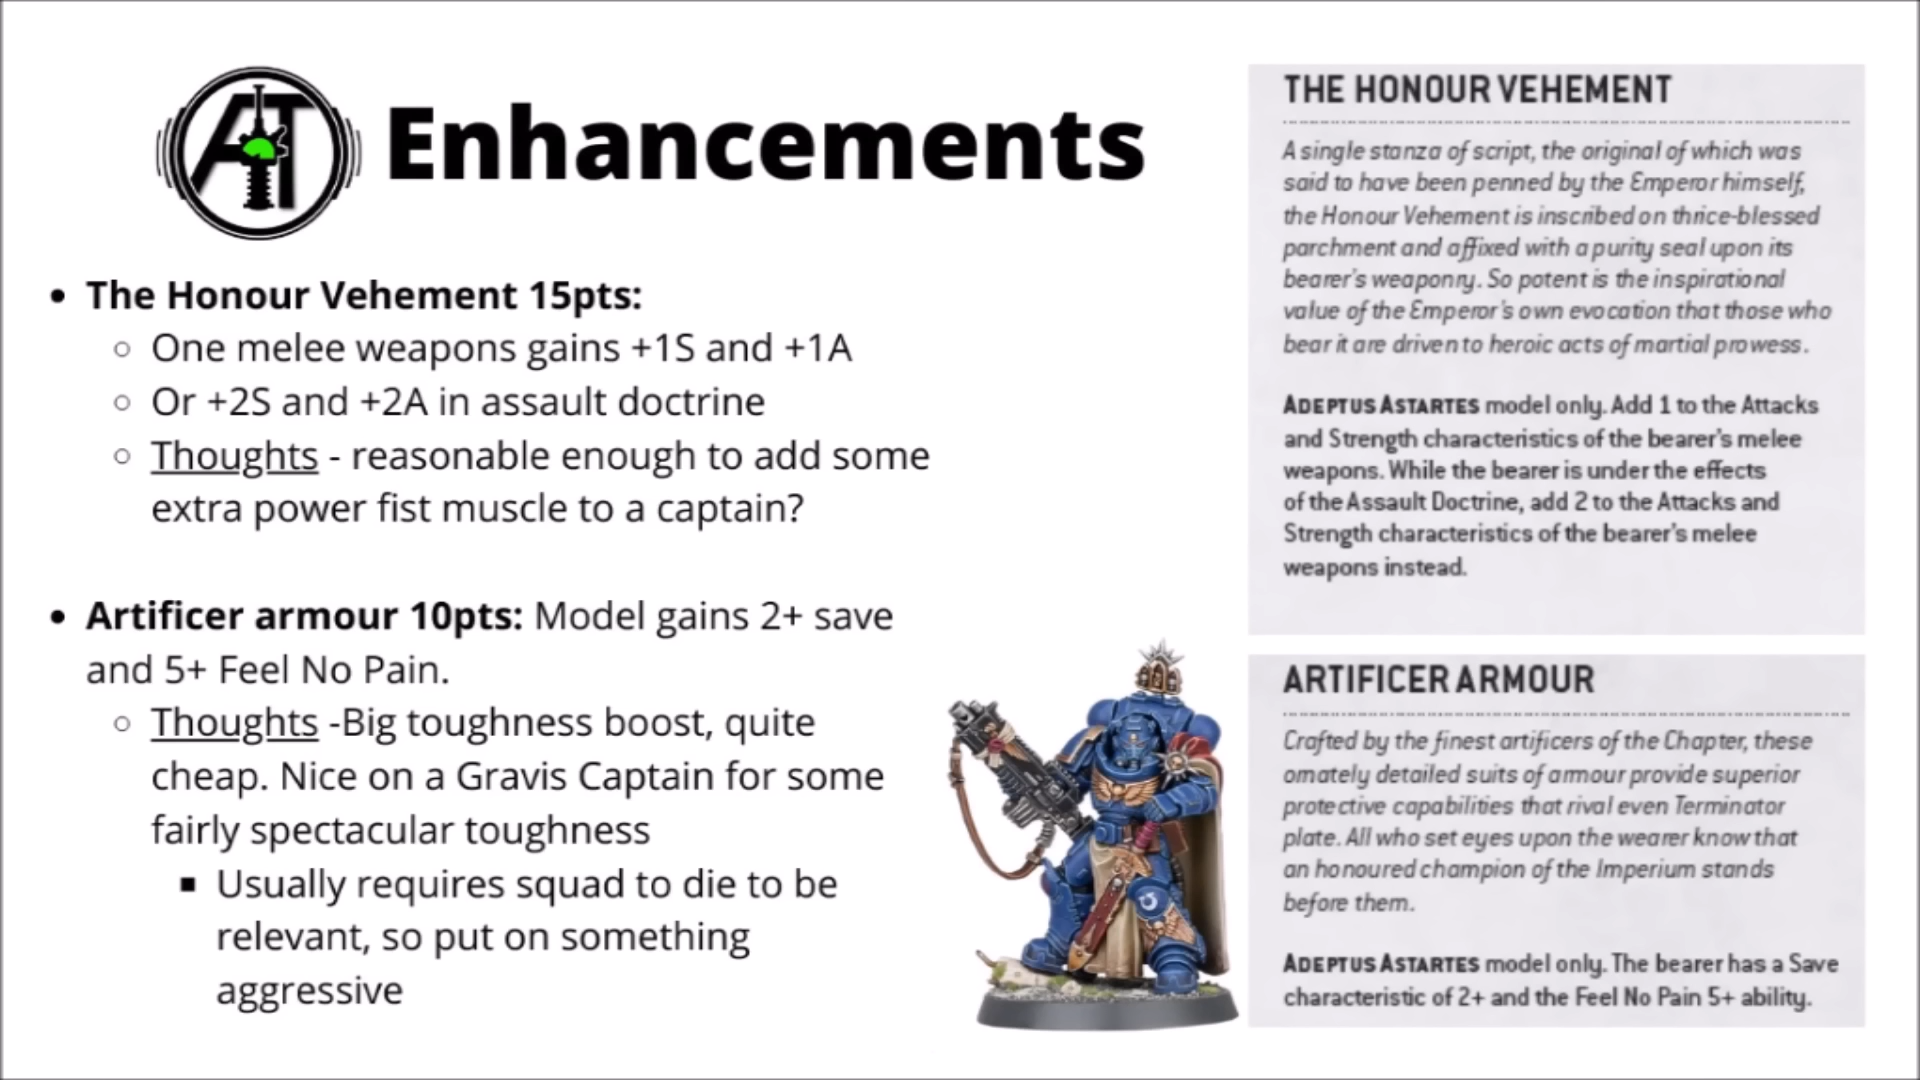 AT
Enhancements
• The Honour Vehement 15pts:
○ One melee weapons gains +1S and +1A
○ Or +2S and +2A in assault doctrine
○ Thoughts - reasonable enough to add some
extra power fist muscle to a captain?
• Artificer armour 10pts: Model gains 2+ save
and 5+ Feel No Pain.
○ Thoughts -Big toughness boost, quite
cheap. Nice on a Gravis Captain for some
fairly spectacular toughness
▪ Usually requires squad to die to be
relevant, so put on something
aggressive
THE HONOUR VEHEMENT
A single stanza of script, the original of which was
said to have been penned by the Emperor himself,
the Honour Vehement is inscribed on thrice-blessed
parchment and affixed with a purity seal upon its
bearer's weaponry. So potent is the inspirational
value of the Emperor's own evocation that those who
bear it are driven to heroic acts of martial prowess.
ADEPTUS ASTARTES model only. Add 1 to the Attacks
and Strength characteristics of the bearer's melee
weapons. While the bearer is under the effects
of the Assault Doctrine, add 2 to the Attacks and
Strength characteristics of the bearer's melee
weapons instead.
ARTIFICER ARMOUR
Crafted by the finest artificers of the Chapter, these
ornately detailed suits of armour provide superior
protective capabilities that rival even Terminator
plate. All who set eyes upon the wearer know that
an honoured champion of the Imperium stands
before them.
ADEPTUS ASTARTES model only. The bearer has a Save
characteristic of 2+ and the Feel No Pain 5+ ability.